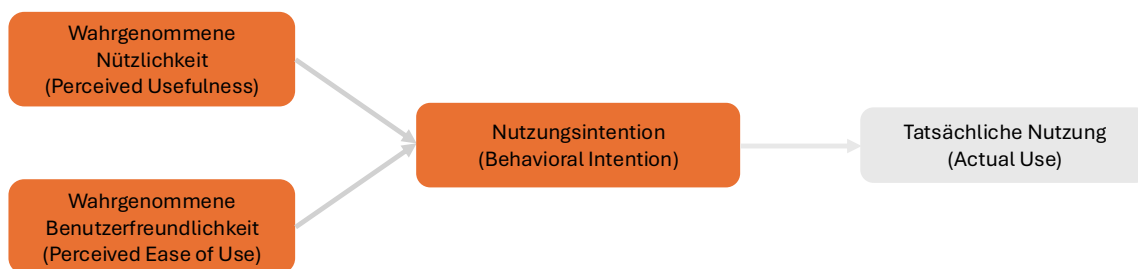 Wahrgenommene
Nützlichkeit
(Perceived Usefulness)
Nutzungsintention
(Behavioral Intention)
Tatsächliche Nutzung
(Actual Use)
Wahrgenommene
Benutzerfreundlichkeit
(Perceived Ease of Use)